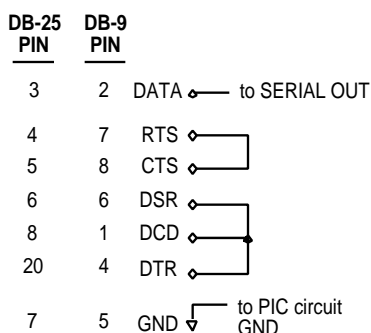 DB-25 DB-9
PIN PIN
3 2 DATA to SERIAL OUT
4 7 RTS
5 8 CTS
6 6 DSR
8 1 DCD
20 4 DTR
to PIC circuit
7 5 GND GND